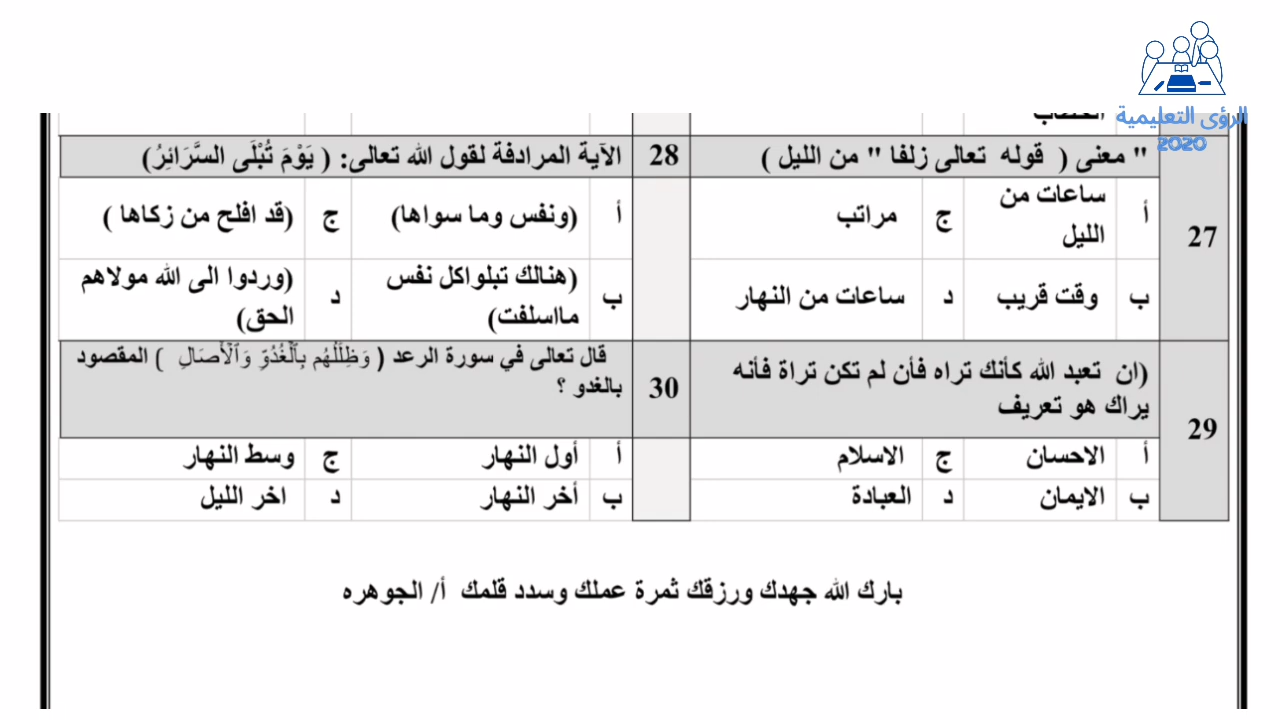 الرؤى التعليمية
2020
27
" معنى ( قوله تعالى زلفا " من الليل )
أ ساعات من الليل ج مراتب
ب وقت قريب د ساعات من النهار
28 الآية المرادفة لقول الله تعالى: ( يَوْمَ تُبْلَى السَّرَائِرُ)
أ (ونفس وما سواها) ج (قد افلح من زكاها )
ب (هنالك تبلواكل نفس مااسلفت) د (وردوا الى الله مولاهم الحق)
29
(ان تعبد الله كأنك تراه فأن لم تكن تراة فأنه
يراك هو تعريف
أ الاحسان ج الاسلام
ب الايمان د العبادة
30 قال تعالى في سورة الرعد ( وَظِلَٰلُهُم بِٱلۡغُدُوِّ وَٱلۡأٓصَالِ ) المقصود
بالغدو ؟
أ أول النهار ج وسط النهار
ب أخر النهار د اخر الليل
بارك الله جهدك ورزقك ثمرة عملك وسدد قلمك أ/ الجوهره